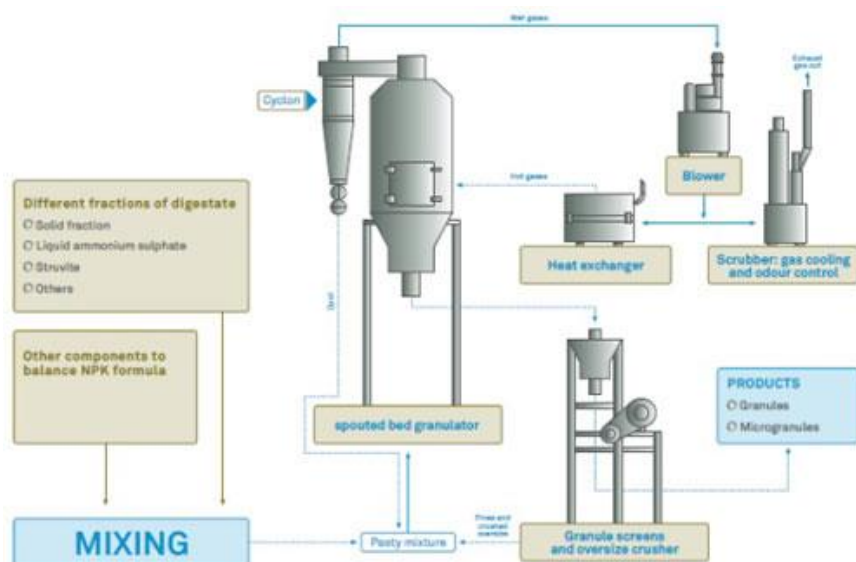 Wet gases
Exhaust
gas out
Cyclon
Blower
Different fractions of digestate
Solid fraction
Liquid ammonium sulphate
Struvite
Others
Hot gases
Heat exchanger
Scrubber: gas cooling
and odour control
Dust
Other components to
balance NPK formula
PRODUCTS
Granules
Microgranules
spouted bed granulator
MIXING
Pasty mixture
Fines and
crushed
oversize
Granule screens
and oversize crusher